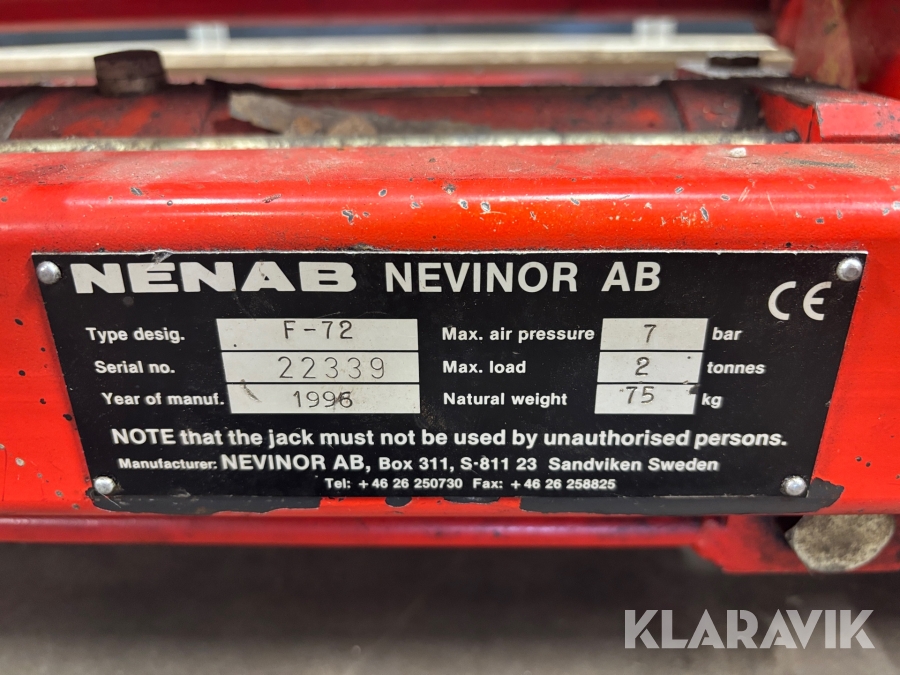 NENAB NEVINOR AB
CE
Type desig. F-72 Max. air pressure 7 bar
Serial no. 22339 Max. load 2 tonnes
Year of manuf. 1996 Natural weight 75 kg
NOTE that the jack must not be used by unauthorised persons.
Manufacturer: NEVINOR AB, Box 311, S-811 23 Sandviken Sweden
Tel: +46 26 250730 Fax: +46 26 258825
KLARAVIK